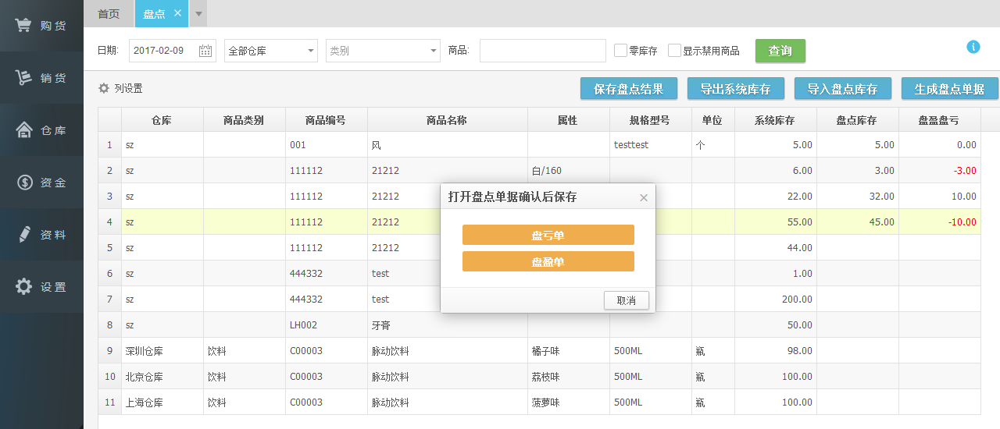 购货
销货
仓库
资金
资料
设置
首页 盘点
日期: 2017-02-09 全部仓库 类别 商品: 零库存 显示禁用商品 查询
列设置 保存盘点结果 导出系统库存 导入盘点库存 生成盘点单据
仓库 商品类别 商品编号 商品名称 属性 规格型号 单位 系统库存 盘点库存 盘盈盘亏
1 sz 001 风 testtest 个 5.00 5.00 0.00
2 sz 111112 21212 白/160 6.00 3.00 -3.00
3 sz 111112 21212 22.00 32.00 10.00
4 sz 111112 21212 55.00 45.00 -10.00
5 sz 111112 21212 44.00
6 sz 444332 test 1.00
7 sz 444332 test 200.00
8 sz LH002 牙膏 50.00
9 深圳仓库 饮料 C00003 脉动饮料 橘子味 500ML 瓶 98.00
10 北京仓库 饮料 C00003 脉动饮料 荔枝味 500ML 瓶 100.00
11 上海仓库 饮料 C00003 脉动饮料 菠萝味 500ML 瓶 100.00
打开盘点单据确认后保存
盘亏单
盘盈单
取消